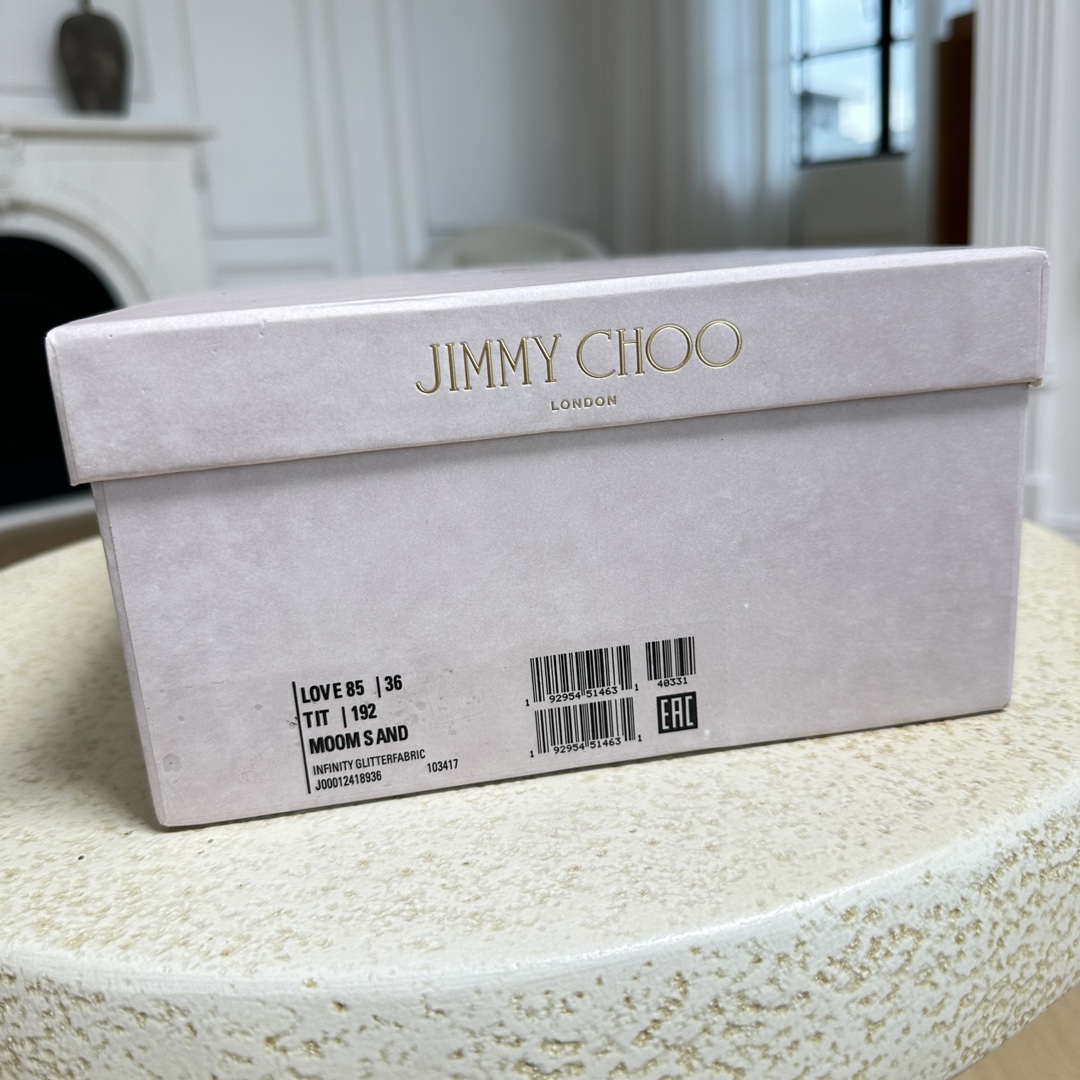 JIMMY CHOO
LONDON
LOVE 85 | 36
TIT | 192
MOOM SAND
INFINITY GLITTERFABRIC
J00012418936 103417
1 92954 51463 1 40331
1 92954 51463 1
EAC